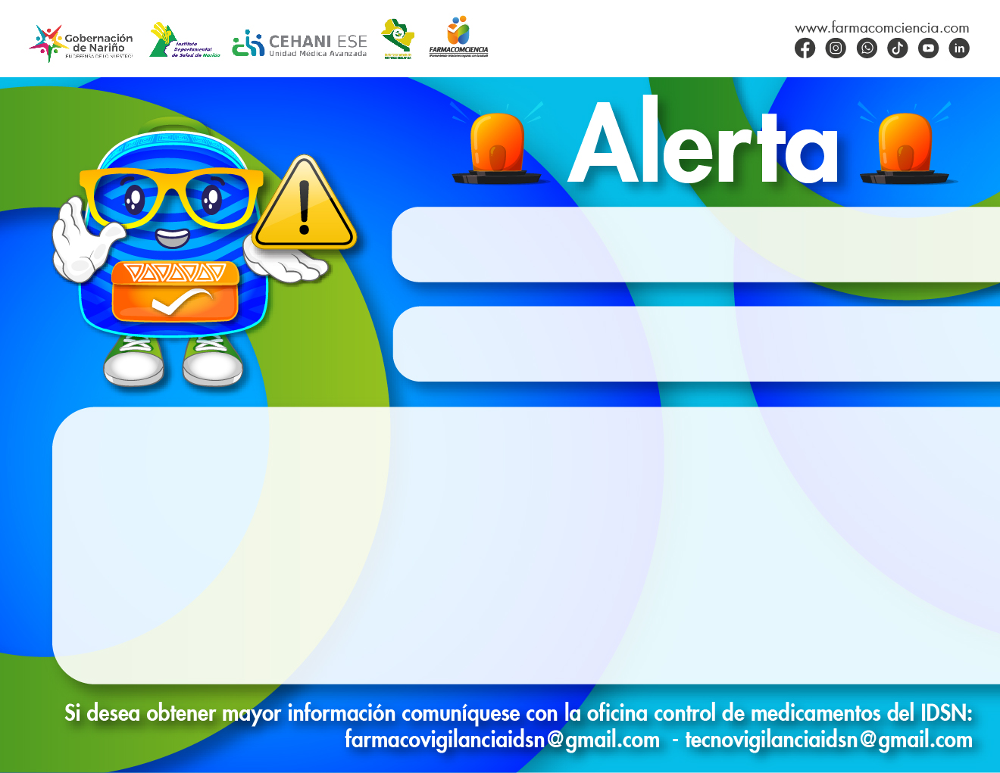 Gobernación
de Nariño
EN DEFENSA DE LO NUESTRO!
Instituto
Departamental
de Salud de Nariño
CEHANI ESE
Unidad Médica Avanzada
FARMACOMCIENCIA
www.farmacomciencia.com
Alerta
Si desea obtener mayor información comuníquese con la oficina control de medicamentos del IDSN:
farmacovigilanciaidsn@gmail.com - tecnovigilanciaidsn@gmail.com